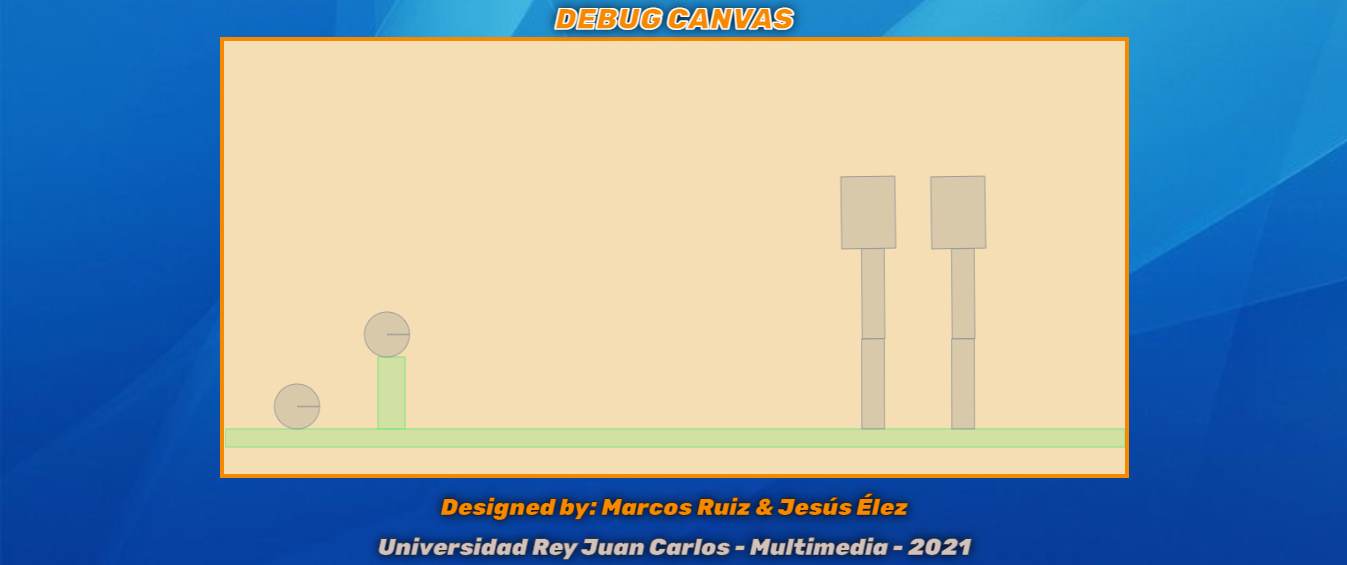 DEBUG CANVAS
Designed by: Marcos Ruiz & Jesús Élez
Universidad Rey Juan Carlos - Multimedia - 2021